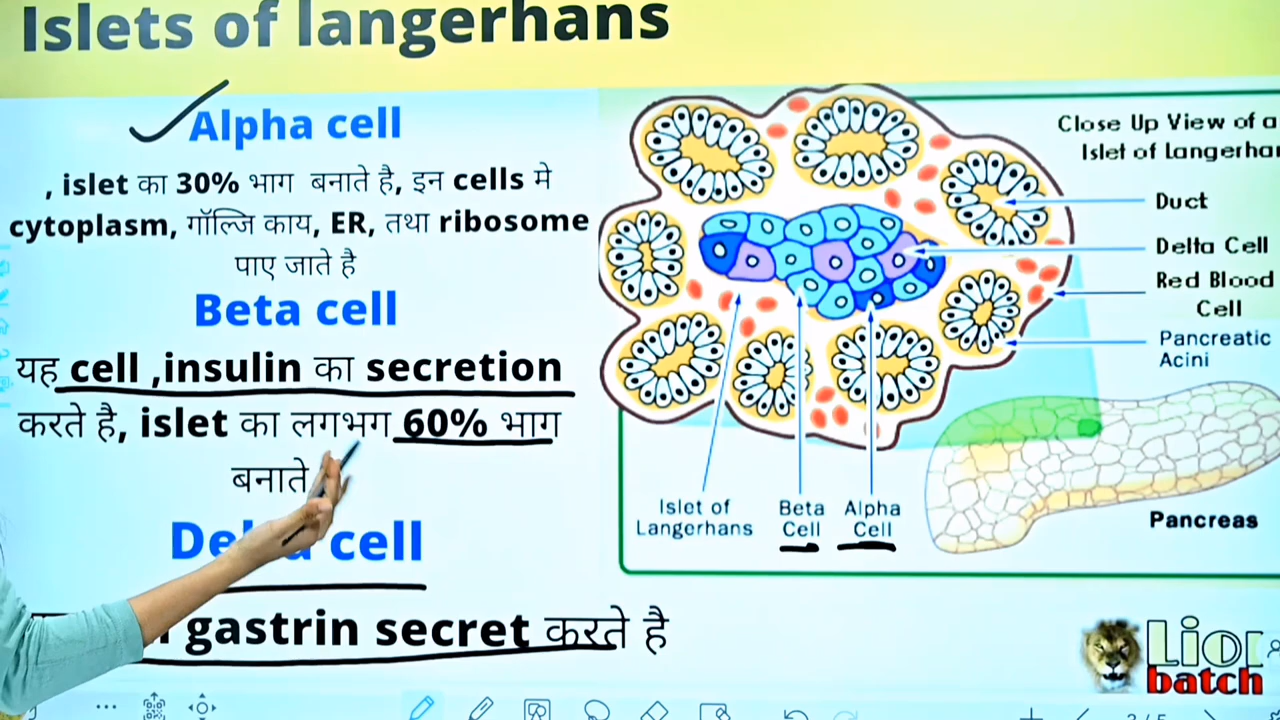 Islets of langerhans
Alpha cell
, islet का 30% भाग बनाते है, इन cells मे
cytoplasm, गॉल्जि काय, ER, तथा ribosome
पाए जाते है
Beta cell
यह cell ,insulin का secretion
करते है, islet का लगभग 60% भाग
बनाते
cell
gastrin secret करते है
Close Up View of a
Islet of
Duct
Delta Cell
Red Blood
Cell
Pancreatic
Acini
Islet of
Langerhans
Beta
Cell
Alpha
Cell
Pancreas
batch